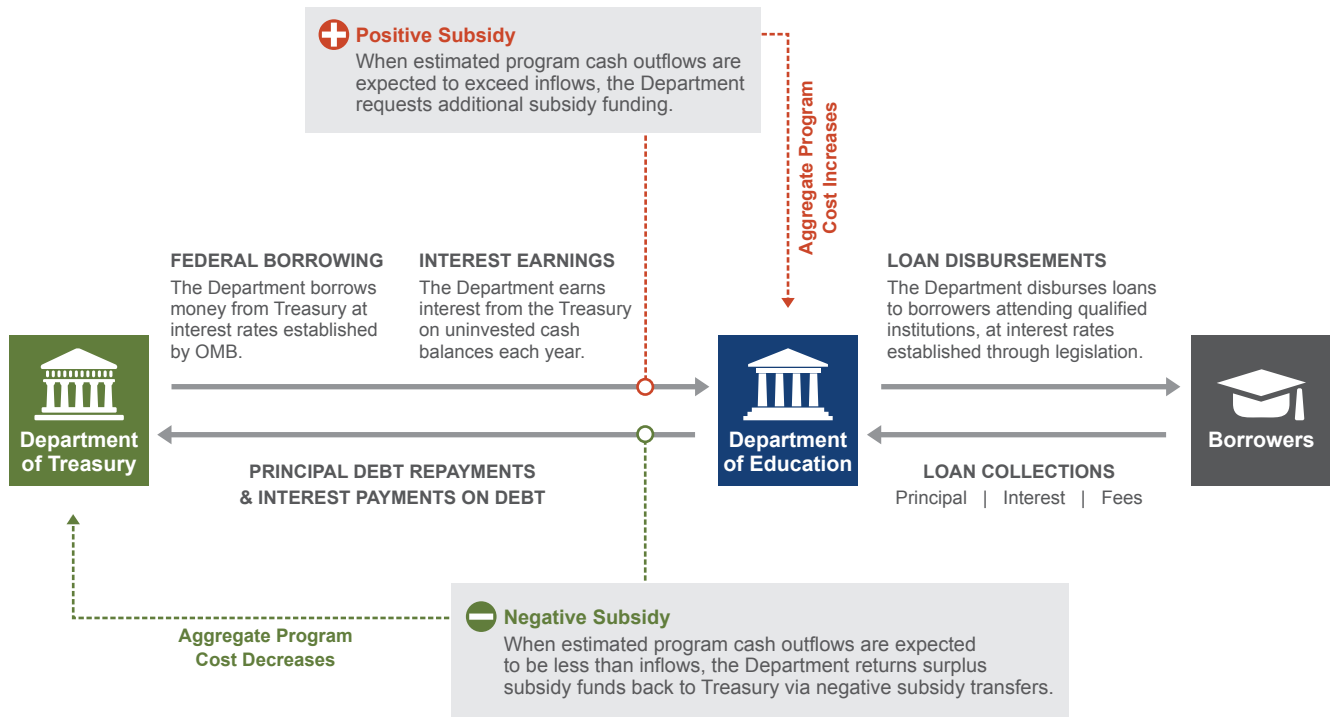 Positive Subsidy
When estimated program cash outflows are
expected to exceed inflows, the Department
requests additional subsidy funding.
Aggregate Program
Cost Increases
FEDERAL BORROWING
The Department borrows
money from Treasury at
interest rates established
by OMB.
INTEREST EARNINGS
The Department earns
interest from the Treasury
on uninvested cash
balances each year.
LOAN DISBURSEMENTS
The Department disburses loans
to borrowers attending qualified
institutions, at interest rates
established through legislation.
Department
of Treasury
Department
of Education
Borrowers
PRINCIPAL DEBT REPAYMENTS
& INTEREST PAYMENTS ON DEBT
LOAN COLLECTIONS
Principal | Interest | Fees
Aggregate Program
Cost Decreases
Negative Subsidy
When estimated program cash outflows are expected
to be less than inflows, the Department returns surplus
subsidy funds back to Treasury via negative subsidy transfers.